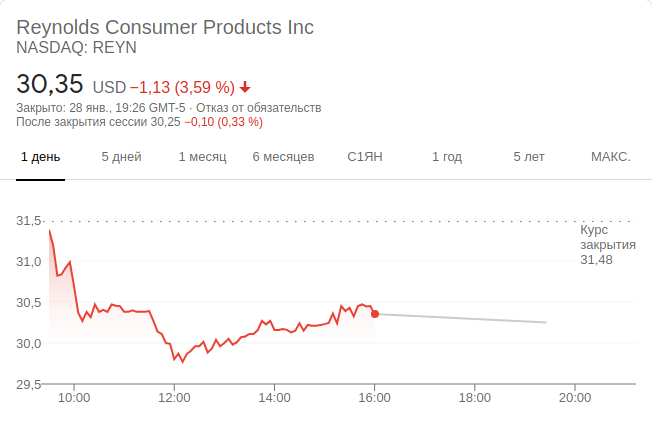 Reynolds Consumer Products Inc
NASDAQ: REYN
30,35 USD −1,13 (3,59 %)
Закрыто: 28 янв., 19:26 GMT-5 · Отказ от обязательств
После закрытия сессии 30,25 −0,10 (0,33 %)
1 день 5 дней 1 месяц 6 месяцев С1ЯН 1 год 5 лет МАКС.
31,5
Курс
закрытия
31,48
31,0
30,5
30,0
29,5
10:00 12:00 14:00 16:00 18:00 20:00